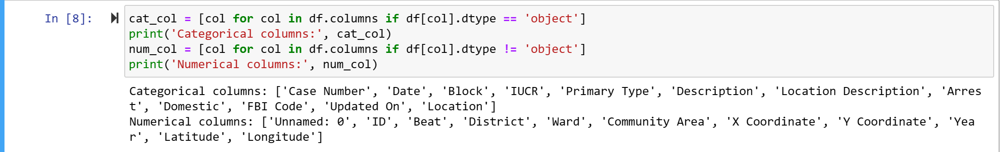 In [8]: cat_col = [col for col in df.columns if df[col].dtype == 'object']
print('Categorical columns:', cat_col)
num_col = [col for col in df.columns if df[col].dtype != 'object']
print('Numerical columns:', num_col)
Categorical columns: ['Case Number', 'Date', 'Block', 'IUCR', 'Primary Type', 'Description', 'Location Description', 'Arres
t', 'Domestic', 'FBI Code', 'Updated On', 'Location']
Numerical columns: ['Unnamed: 0', 'ID', 'Beat', 'District', 'Ward', 'Community Area', 'X Coordinate', 'Y Coordinate', 'Yea
r', 'Latitude', 'Longitude']